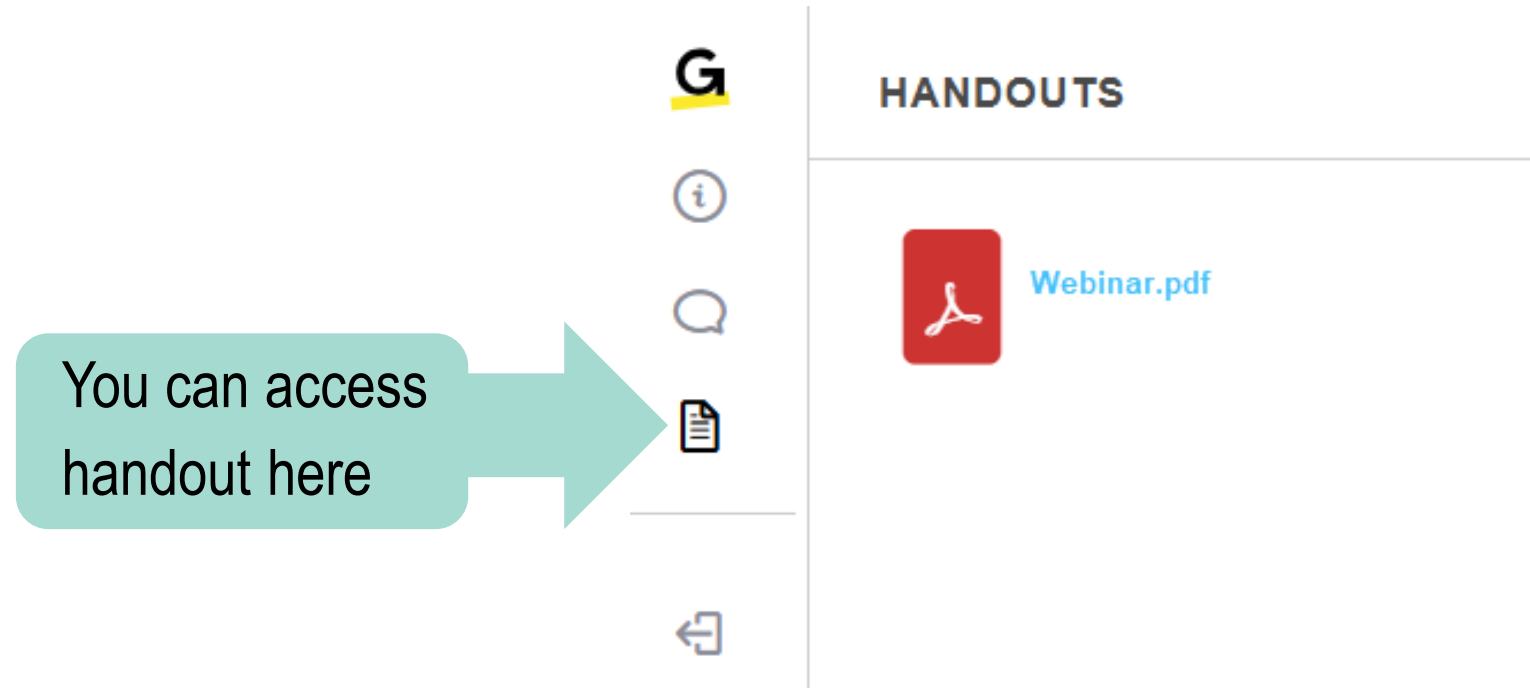 G
HANDOUTS
i
Webinar.pdf
You can access
handout here